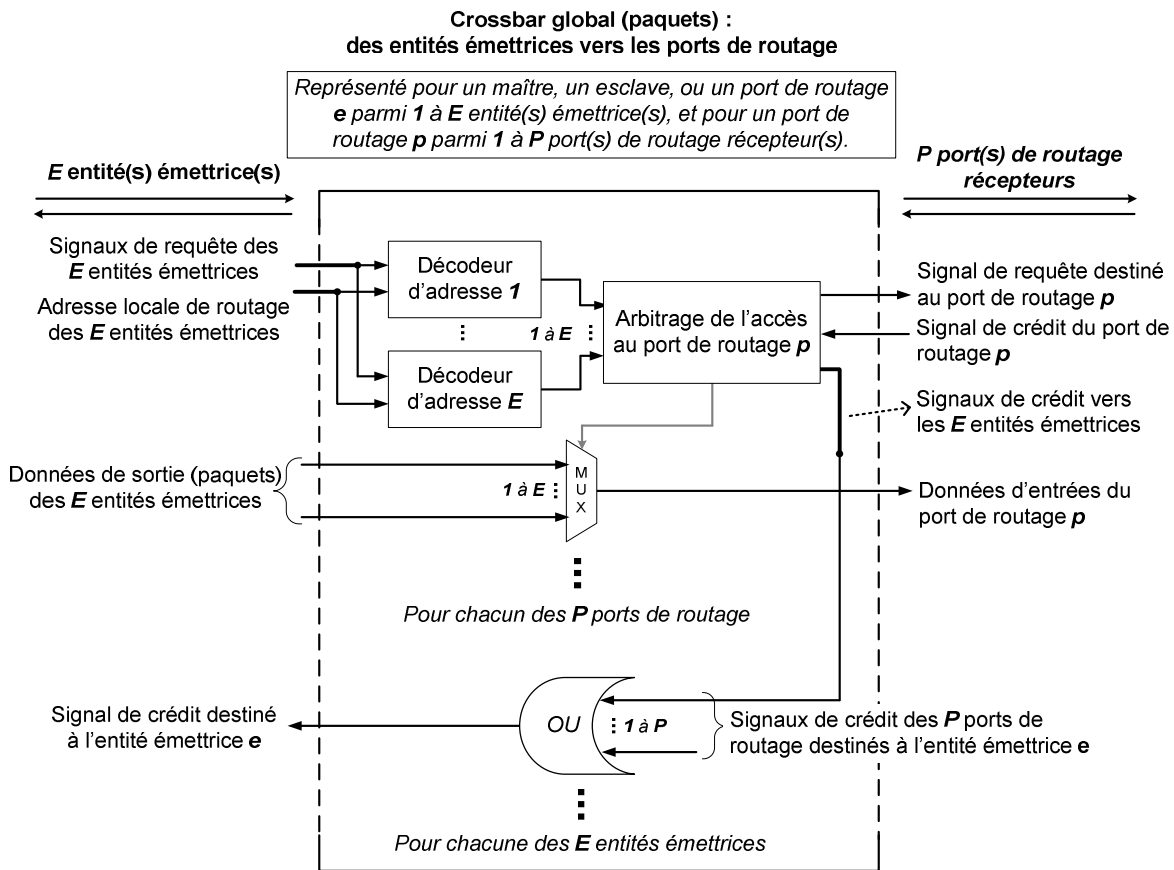 Crossbar global (paquets) :
des entités émettrices vers les ports de routage
Représenté pour un maître, un esclave, ou un port de routage
e parmi 1 à E entité(s) émettrice(s), et pour un port de
routage p parmi 1 à P port(s) de routage récepteur(s).
E entité(s) émettrice(s)
P port(s) de routage
récepteurs
Signaux de requête des
E entités émettrices
Adresse locale de routage
des E entités émettrices
Décodeur
d'adresse 1
1 à E
Décodeur
d'adresse E
Arbitrage de l'accès
au port de routage p
Signal de requête destiné
au port de routage p
Signal de crédit du port de
routage p
Signaux de crédit vers
les E entités émettrices
Données de sortie (paquets)
des E entités émettrices
1 à E
M
U
X
Données d'entrées du
port de routage p
Pour chacun des P ports de routage
Signal de crédit destiné
à l'entité émettrice e
OU
1 à P
Signaux de crédit des P ports de
routage destinés à l'entité émettrice e
Pour chacune des E entités émettrices